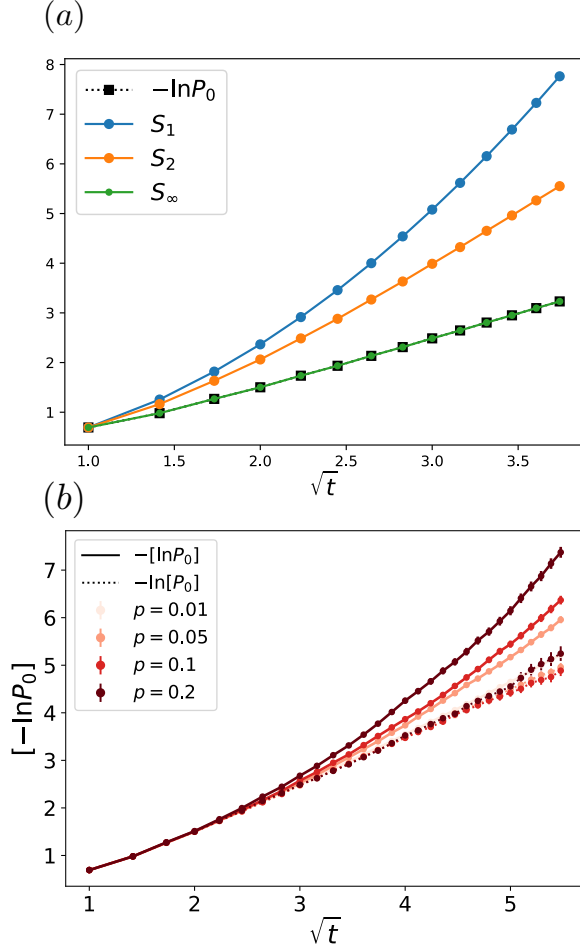 (a)
8
7
6
5
4
3
2
1
−lnP₀
S₁
S₂
S∞
1.0 1.5 2.0 2.5 3.0 3.5
√t
(b)
[−lnP₀]
7
6
5
4
3
2
1
−[lnP₀]
−ln[P₀]
p = 0.01
p = 0.05
p = 0.1
p = 0.2
1 2 3 4 5
√t